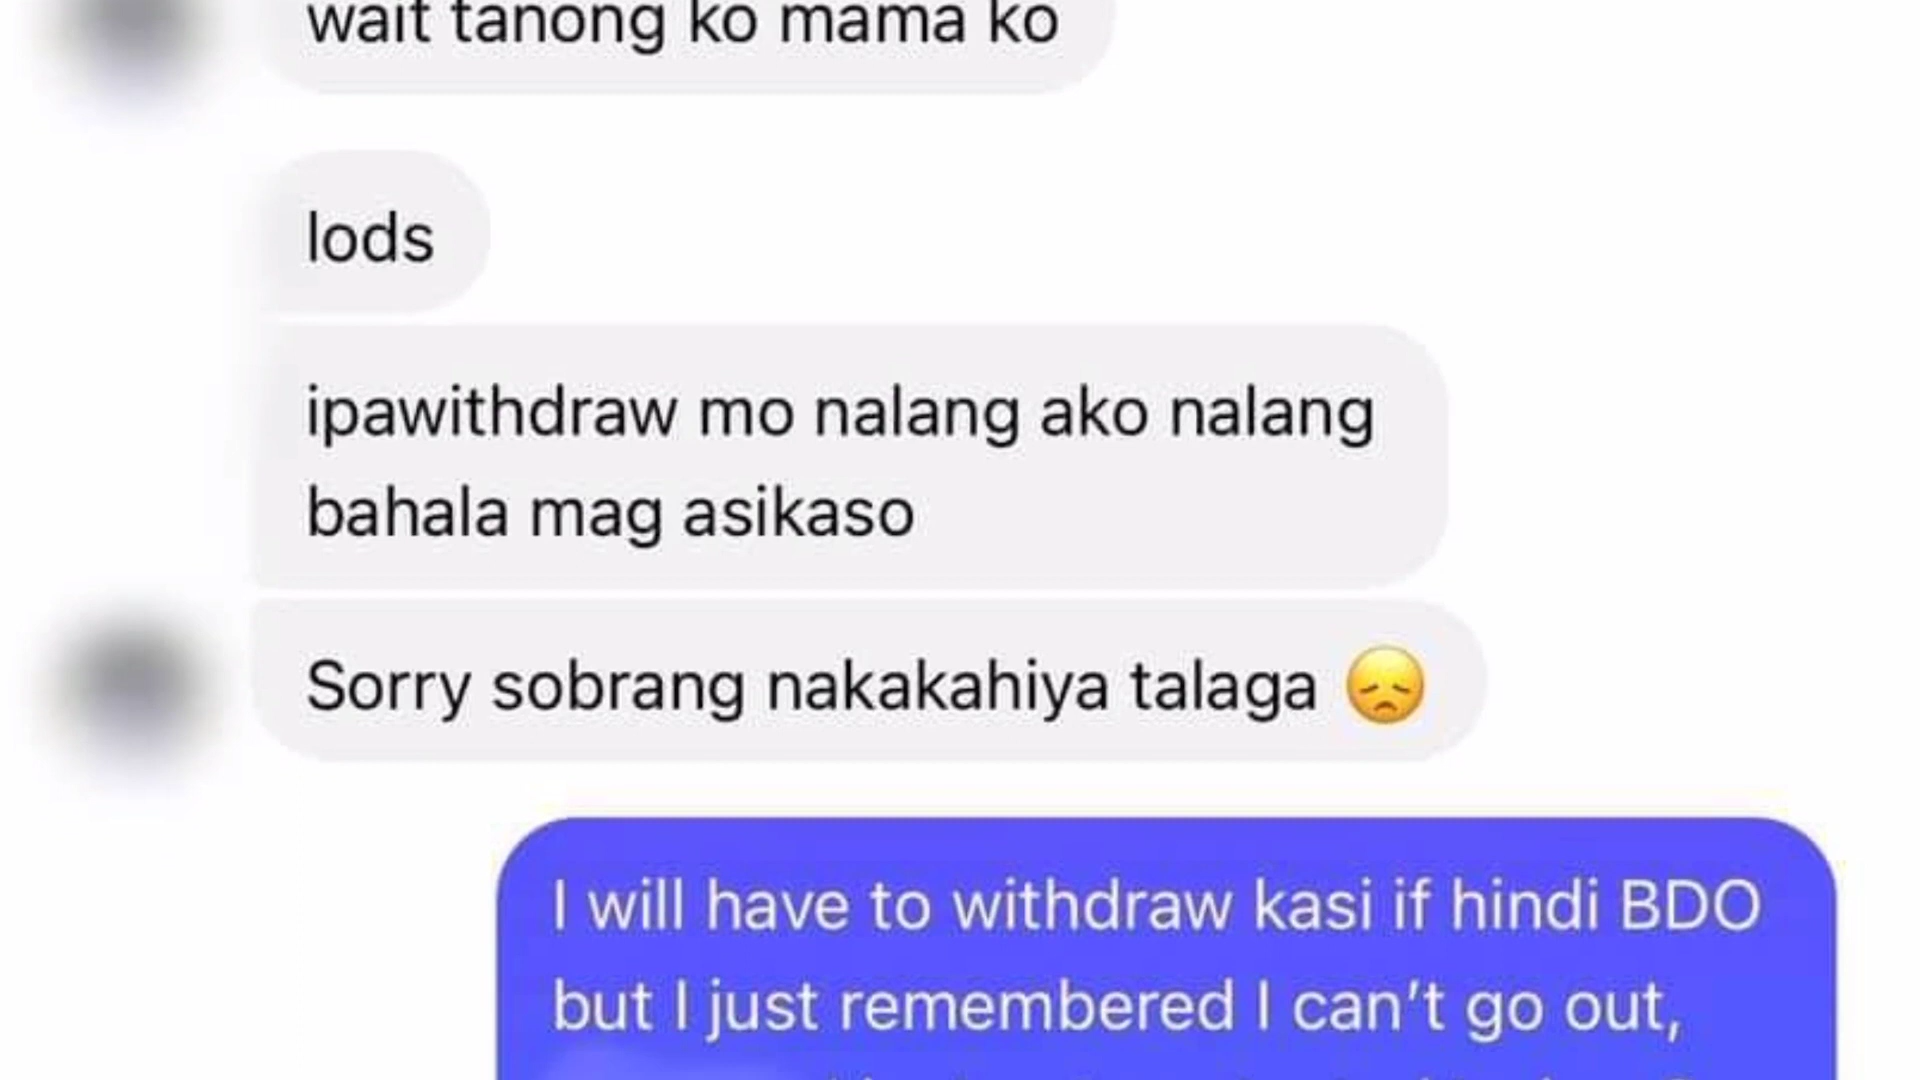 wait tanong ko mama ko
lods
ipawithdraw mo nalang ako nalang
bahala mag asikaso
Sorry sobrang nakakahiya talaga 😞
I will have to withdraw kasi if hindi BDO
but I just remembered I can’t go out,